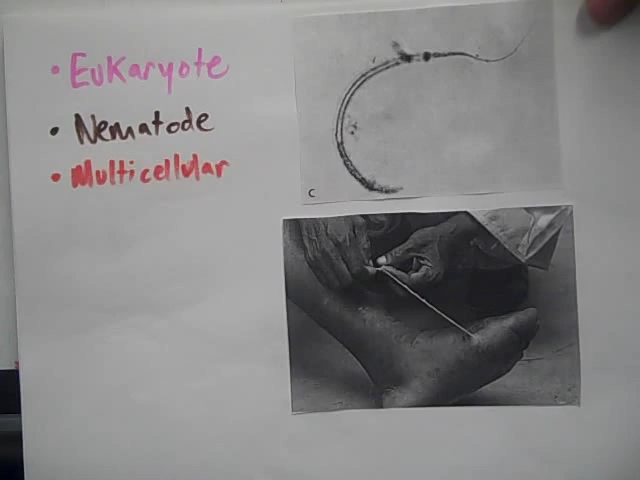 • Eukaryote
• Nematode
• Multicellular
C